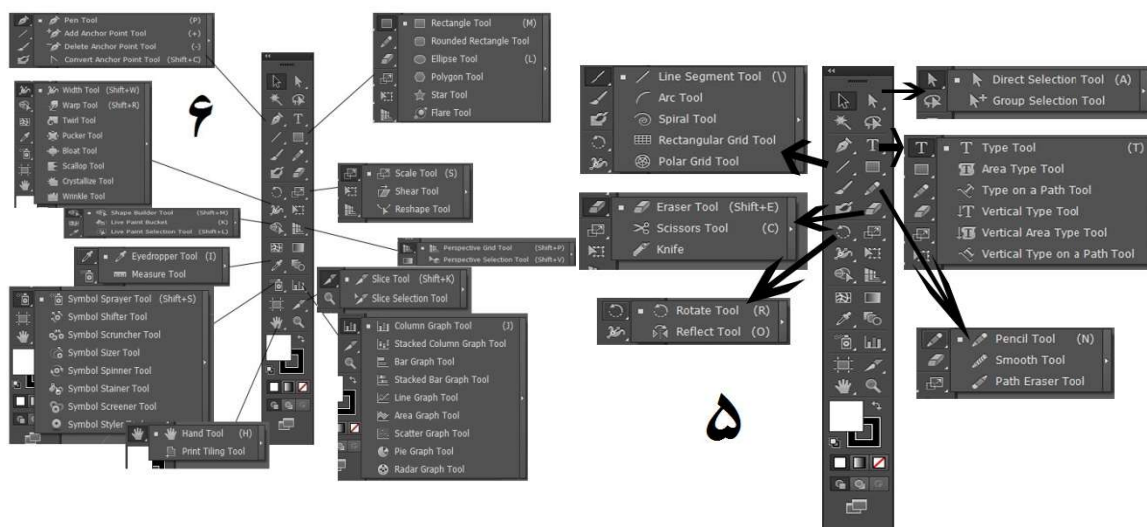 Pen Tool (P)
Add Anchor Point Tool (+)
Delete Anchor Point Tool (-)
Convert Anchor Point Tool (Shift+C)
Width Tool (Shift+W)
Warp Tool (Shift+R)
Twirl Tool
Pucker Tool
Bloat Tool
Scallop Tool
Crystallize Tool
Wrinkle Tool
۶
Shape Builder Tool (Shift+M)
Live Paint Bucket (K)
Live Paint Selection Tool (Shift+L)
Eyedropper Tool (I)
Measure Tool
Symbol Sprayer Tool (Shift+S)
Symbol Shifter Tool
Symbol Scruncher Tool
Symbol Sizer Tool
Symbol Spinner Tool
Symbol Stainer Tool
Symbol Screener Tool
Symbol Styler
Hand Tool (H)
Print Tiling Tool
Rectangle Tool (M)
Rounded Rectangle Tool
Ellipse Tool (L)
Polygon Tool
Star Tool
Flare Tool
Scale Tool (S)
Shear Tool
Reshape Tool
Perspective Grid Tool (Shift+P)
Perspective Selection Tool (Shift+V)
Slice Tool (Shift+K)
Slice Selection Tool
Column Graph Tool (J)
Stacked Column Graph Tool
Bar Graph Tool
Stacked Bar Graph Tool
Line Graph Tool
Area Graph Tool
Scatter Graph Tool
Pie Graph Tool
Radar Graph Tool
Line Segment Tool (\)
Arc Tool
Spiral Tool
Rectangular Grid Tool
Polar Grid Tool
Eraser Tool (Shift+E)
Scissors Tool (C)
Knife
Rotate Tool (R)
Reflect Tool (O)
۵
Direct Selection Tool (A)
Group Selection Tool
Type Tool (T)
Area Type Tool
Type on a Path Tool
Vertical Type Tool
Vertical Area Type Tool
Vertical Type on a Path Tool
Pencil Tool (N)
Smooth Tool
Path Eraser Tool